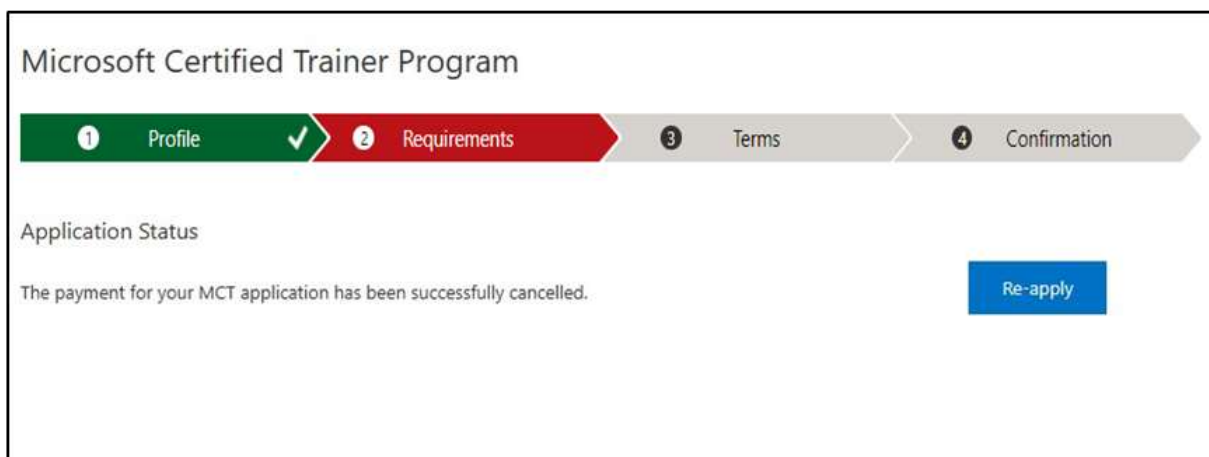 Microsoft Certified Trainer Program
1 Profile 2 Requirements 3 Terms 4 Confirmation
Application Status
The payment for your MCT application has been successfully cancelled.
Re-apply